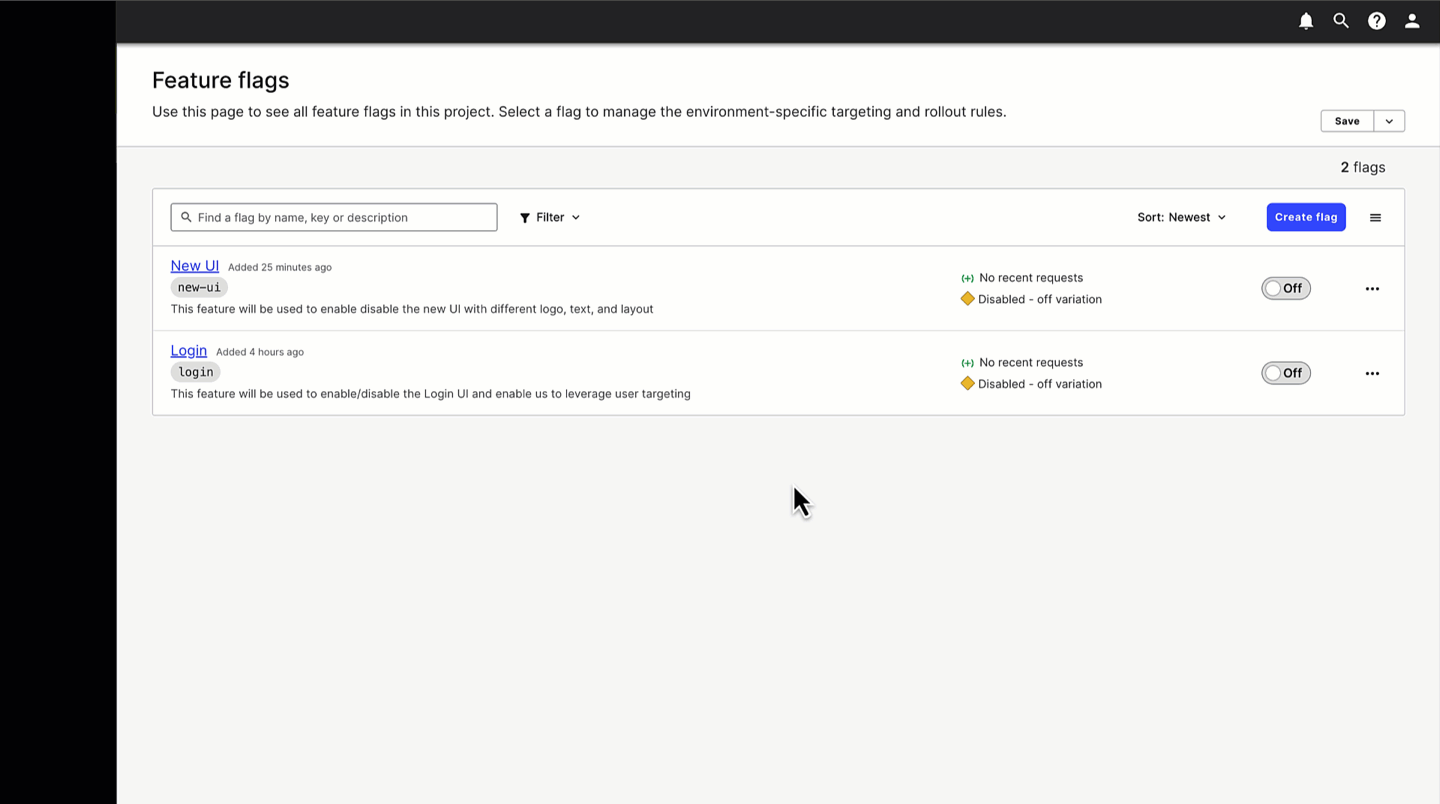 Feature flags
Use this page to see all feature flags in this project. Select a flag to manage the environment-specific targeting and rollout rules.
Save
2 flags
Find a flag by name, key or description
Filter
Sort: Newest
Create flag
New UI Added 25 minutes ago
new-ui
This feature will be used to enable disable the new UI with different logo, text, and layout
(+) No recent requests
Disabled - off variation
Off
Login Added 4 hours ago
login
This feature will be used to enable/disable the Login UI and enable us to leverage user targeting
(+) No recent requests
Disabled - off variation
Off